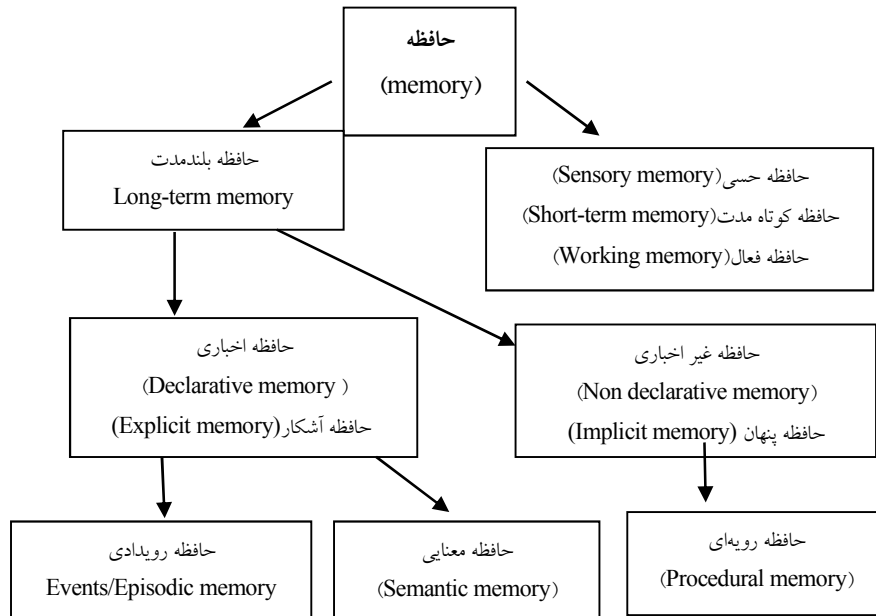 حافظه
(memory)
حافظه بلندمدت
Long-term memory
حافظه حسی(Sensory memory)
حافظه کوتاه مدت(Short-term memory)
حافظه فعال(Working memory)
حافظه اخباری
(Declarative memory )
حافظه آشکار(Explicit memory)
حافظه غیر اخباری
(Non declarative memory)
حافظه پنهان (Implicit memory)
حافظه رویدادی
Events/Episodic memory
حافظه معنایی
(Semantic memory)
حافظه رویه‌ای
(Procedural memory)